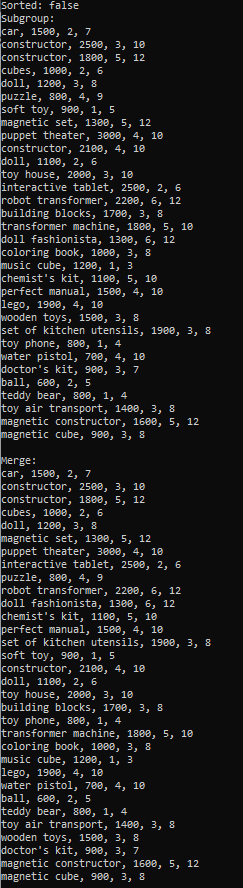 Sorted: false
Subgroup:
car, 1500, 2, 7
constructor, 2500, 3, 10
constructor, 1800, 5, 12
cubes, 1000, 2, 6
doll, 1200, 3, 8
puzzle, 800, 4, 9
soft toy, 900, 1, 5
magnetic set, 1300, 5, 12
puppet theater, 3000, 4, 10
constructor, 2100, 4, 10
doll, 1100, 2, 6
toy house, 2000, 3, 10
interactive tablet, 2500, 2, 6
robot transformer, 2200, 6, 12
building blocks, 1700, 3, 8
transformer machine, 1800, 5, 10
doll fashionista, 1300, 6, 12
coloring book, 1000, 3, 8
music cube, 1200, 1, 3
chemist's kit, 1100, 5, 10
perfect manual, 1500, 4, 10
lego, 1900, 4, 10
wooden toys, 1500, 3, 8
set of kitchen utensils, 1900, 3, 8
toy phone, 800, 1, 4
water pistol, 700, 4, 10
doctor's kit, 900, 3, 7
ball, 600, 2, 5
teddy bear, 800, 1, 4
toy air transport, 1400, 3, 8
magnetic constructor, 1600, 5, 12
magnetic cube, 900, 3, 8

Merge:
car, 1500, 2, 7
constructor, 2500, 3, 10
constructor, 1800, 5, 12
cubes, 1000, 2, 6
doll, 1200, 3, 8
magnetic set, 1300, 5, 12
puppet theater, 3000, 4, 10
interactive tablet, 2500, 2, 6
puzzle, 800, 4, 9
robot transformer, 2200, 6, 12
doll fashionista, 1300, 6, 12
chemist's kit, 1100, 5, 10
perfect manual, 1500, 4, 10
set of kitchen utensils, 1900, 3, 8
soft toy, 900, 1, 5
constructor, 2100, 4, 10
doll, 1100, 2, 6
toy house, 2000, 3, 10
building blocks, 1700, 3, 8
toy phone, 800, 1, 4
transformer machine, 1800, 5, 10
coloring book, 1000, 3, 8
music cube, 1200, 1, 3
lego, 1900, 4, 10
water pistol, 700, 4, 10
ball, 600, 2, 5
teddy bear, 800, 1, 4
toy air transport, 1400, 3, 8
wooden toys, 1500, 3, 8
doctor's kit, 900, 3, 7
magnetic constructor, 1600, 5, 12
magnetic cube, 900, 3, 8